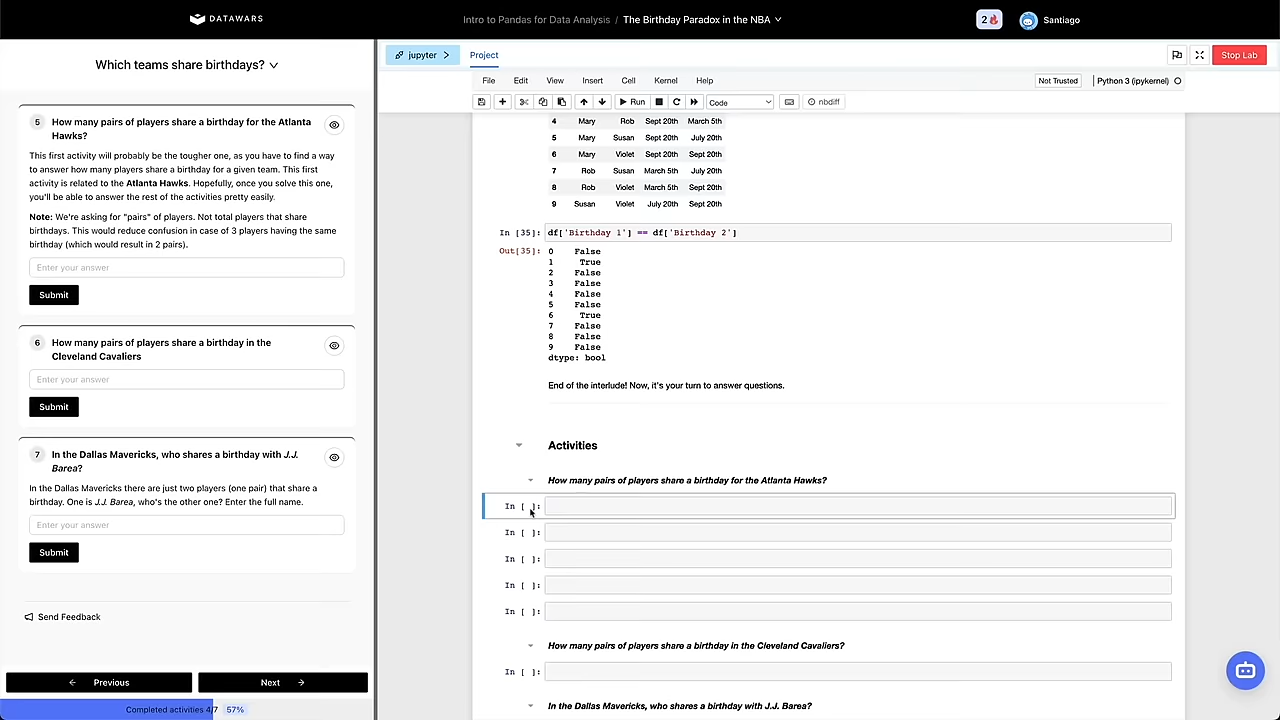 DATAWARS
Intro to Pandas for Data Analysis / The Birthday Paradox in the NBA
2
Santiago
Which teams share birthdays?
5 How many pairs of players share a birthday for the Atlanta
Hawks?
This first activity will probably be the tougher one, as you have to find a way
to answer how many players share a birthday for a given team. This first
activity is related to the Atlanta Hawks. Hopefully, once you solve this one,
you'll be able to answer the rest of the activities pretty easily.
Note: We're asking for "pairs" of players. Not total players that share
birthdays. This would reduce confusion in case of 3 players having the same
birthday (which would result in 2 pairs).
Enter your answer
Submit
6 How many pairs of players share a birthday in the
Cleveland Cavaliers
Enter your answer
Submit
7 In the Dallas Mavericks, who shares a birthday with J.J.
Barea?
In the Dallas Mavericks there are just two players (one pair) that share a
birthday. One is J.J. Barea, who's the other one? Enter the full name.
Enter your answer
Submit
Send Feedback
Previous
Next
Completed activities 4/7 57%
jupyter
Project
Stop Lab
File Edit View Insert Cell Kernel Help
Not Trusted
Python 3 (ipykernel)
Run
Code
nbdiff
4 Mary Rob Sept 20th March 5th
5 Mary Susan Sept 20th July 20th
6 Mary Violet Sept 20th Sept 20th
7 Rob Susan March 5th July 20th
8 Rob Violet March 5th Sept 20th
9 Susan Violet July 20th Sept 20th
In [35]: df['Birthday 1'] == df['Birthday 2']
Out[35]: 0 False
1 True
2 False
3 False
4 False
5 False
6 True
7 False
8 False
9 False
dtype: bool
End of the interlude! Now, it's your turn to answer questions.
Activities
How many pairs of players share a birthday for the Atlanta Hawks?
In [ ]:
In [ ]:
In [ ]:
In [ ]:
In [ ]:
How many pairs of players share a birthday in the Cleveland Cavaliers?
In [ ]:
In the Dallas Mavericks, who shares a birthday with J.J. Barea?